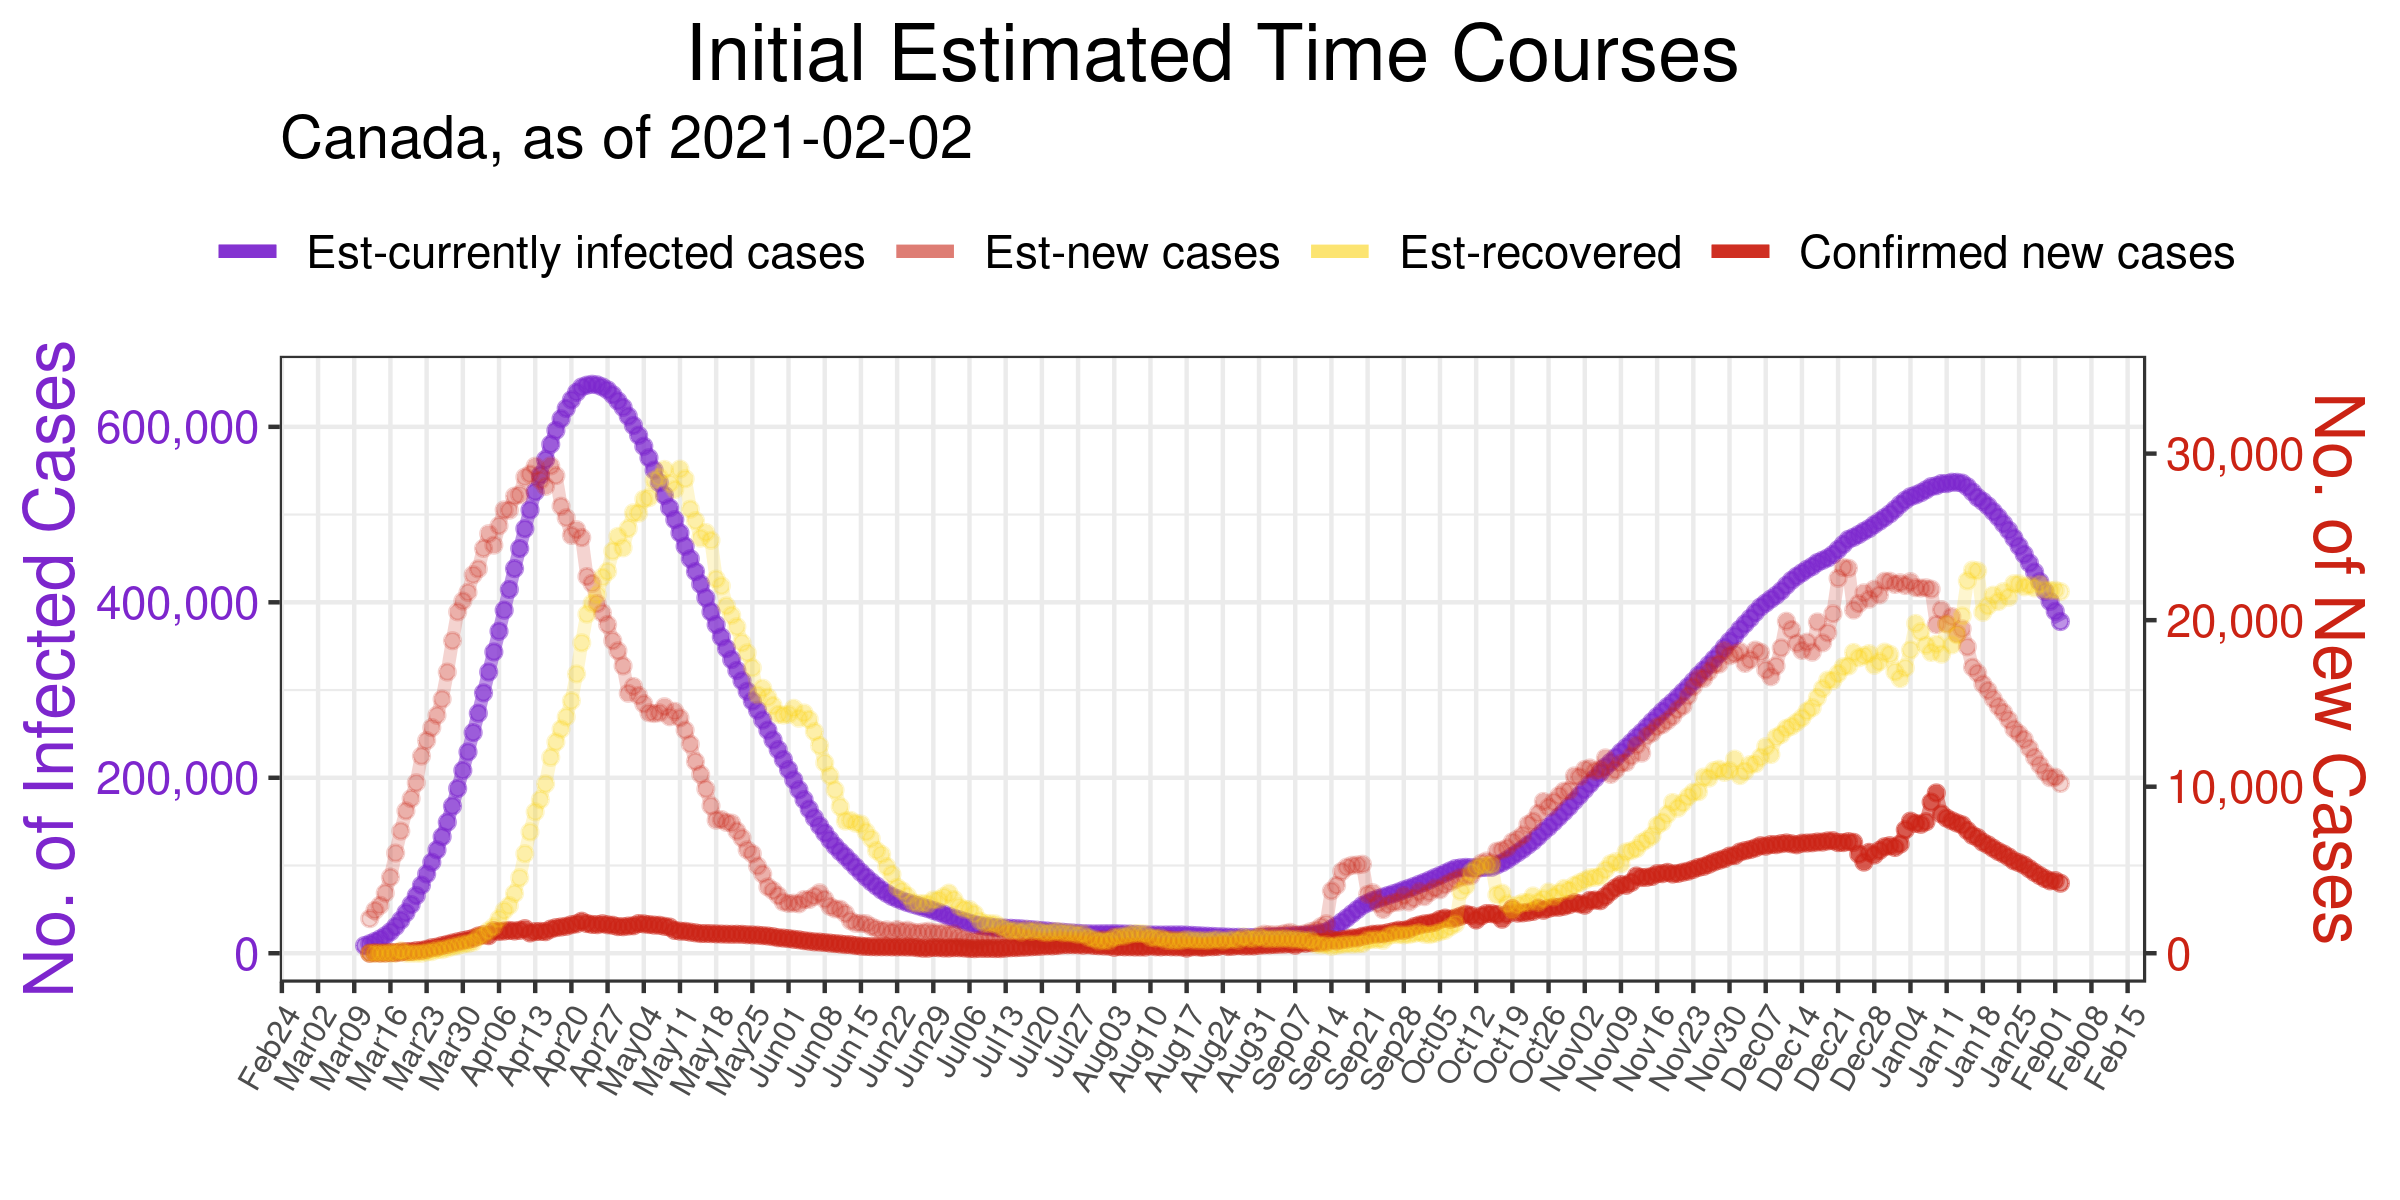 Initial Estimated Time Courses
Canada, as of 2021-02-02
Est-currently infected cases
Est-new cases
Est-recovered
Confirmed new cases
No. of Infected Cases
600,000
400,000
200,000
0
30,000
20,000
10,000
0
No. of New Cases
Feb24
Mar02
Mar09
Mar16
Mar23
Mar30
Apr06
Apr13
Apr20
Apr27
May04
May11
May18
May25
Jun01
Jun08
Jun15
Jun22
Jun29
Jul06
Jul13
Jul20
Jul27
Aug03
Aug10
Aug17
Aug24
Aug31
Sep07
Sep14
Sep21
Sep28
Oct05
Oct12
Oct19
Oct26
Nov02
Nov09
Nov16
Nov23
Nov30
Dec07
Dec14
Dec21
Dec28
Jan04
Jan11
Jan18
Jan25
Feb01
Feb08
Feb15